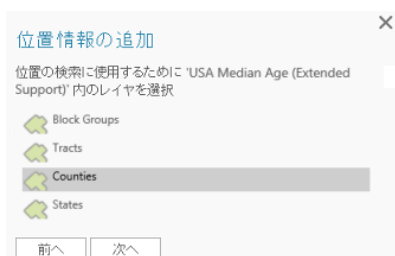 位置情報の追加
位置の検索に使用するために 'USA Median Age (Extended
Support)' 内のレイヤを選択
Block Groups
Tracts
Counties
States
前へ
次へ